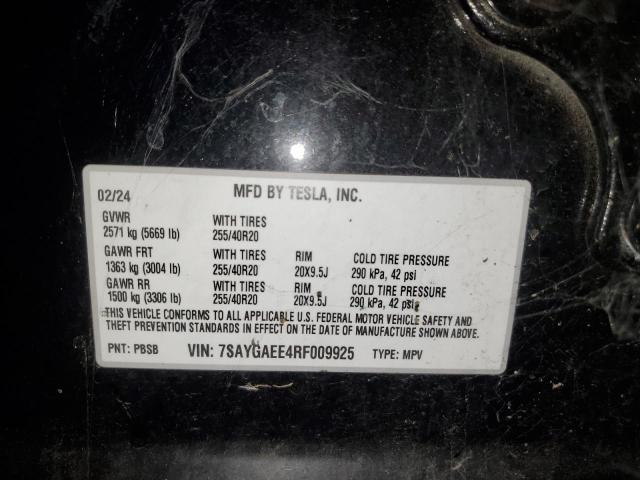 02/24 MFD BY TESLA, INC.
GVWR WITH TIRES
2571 kg (5669 lb) 255/40R20
GAWR FRT WITH TIRES RIM COLD TIRE PRESSURE
1363 kg (3004 lb) 255/40R20 20X9.5J 290 kPa, 42 psi
GAWR RR WITH TIRES RIM COLD TIRE PRESSURE
1500 kg (3306 lb) 255/40R20 20X9.5J 290 kPa, 42 psi
THIS VEHICLE CONFORMS TO ALL APPLICABLE U.S. FEDERAL MOTOR VEHICLE SAFETY AND
THEFT PREVENTION STANDARDS IN EFFECT ON THE DATE OF MANUFACTURE SHOWN ABOVE.
PNT: PBSB VIN: 7SAYGAEE4RF009925 TYPE: MPV